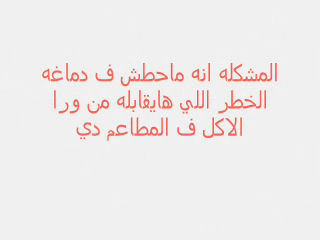 المشكله انه ماحطش ف دماغه
الخطر اللي هايقابله من ورا
الاكل ف المطاعم دي